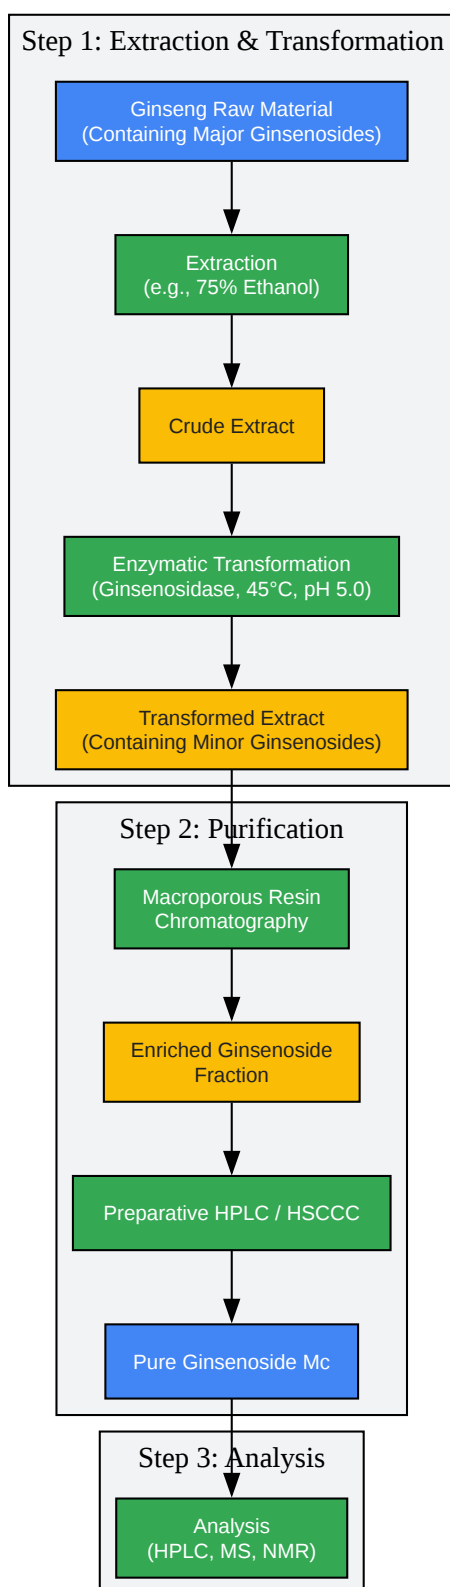 Step 1: Extraction & Transformation
Ginseng Raw Material
(Containing Major Ginsenosides)
Extraction
(e.g., 75% Ethanol)
Crude Extract
Enzymatic Transformation
(Ginsenosidase, 45°C, pH 5.0)
Transformed Extract
(Containing Minor Ginsenosides)
Step 2: Purification
Macroporous Resin
Chromatography
Enriched Ginsenoside
Fraction
Preparative HPLC / HSCCC
Pure Ginsenoside Mc
Step 3: Analysis
Analysis
(HPLC, MS, NMR)